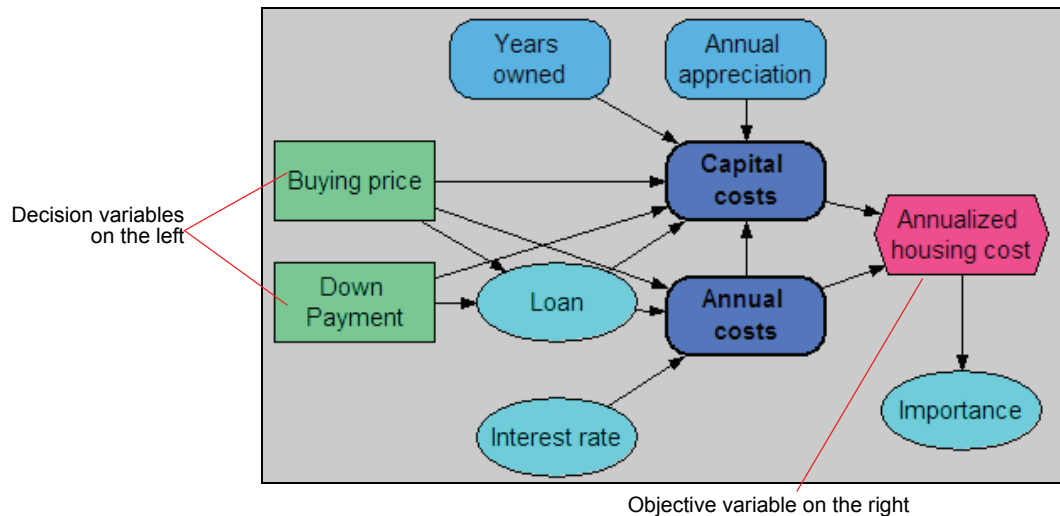 Years
owned
Annual
appreciation
Buying price
Capital
costs
Decision variables
on the left
Annualized
housing cost
Down
Payment
Loan
Annual
costs
Interest rate
Importance
Objective variable on the right